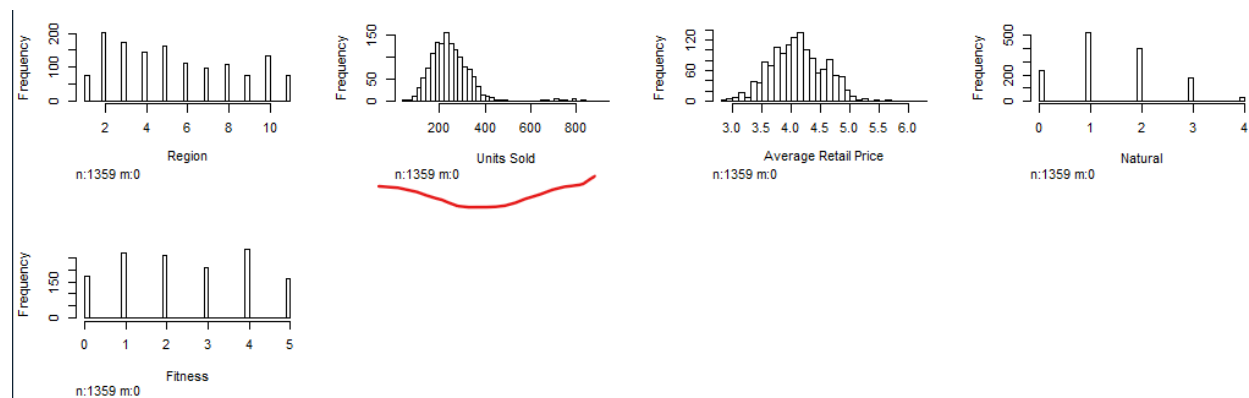 Frequency
0 100 200
2 4 6 8 10
Region
n:1359 m:0
Frequency
0 50 150
200 400 600 800
Units Sold
n:1359 m:0
Frequency
0 60 120
3.0 3.5 4.0 4.5 5.0 5.5 6.0
Average Retail Price
n:1359 m:0
Frequency
0 200 500
0 1 2 3 4
Natural
n:1359 m:0
Frequency
0 150
0 1 2 3 4 5
Fitness
n:1359 m:0